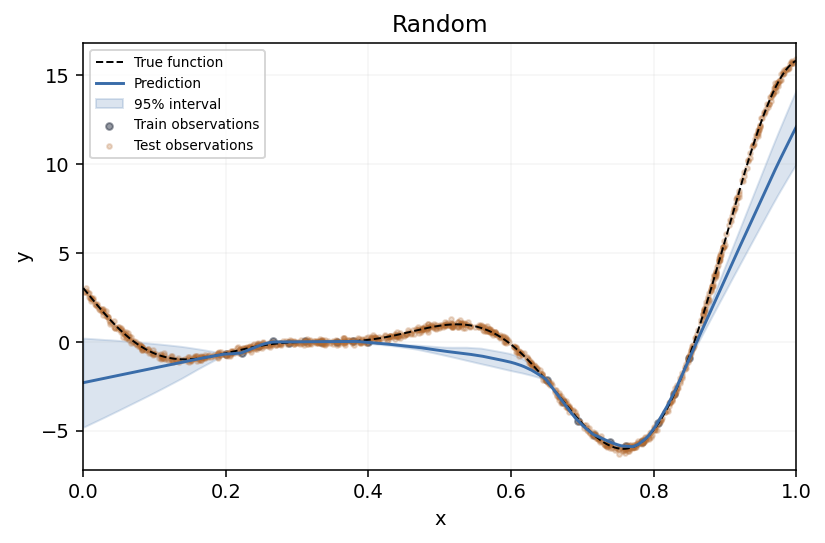 Random
True function
Prediction
95% interval
Train observations
Test observations
y
15
10
5
0
−5
0.0 0.2 0.4 0.6 0.8 1.0
x